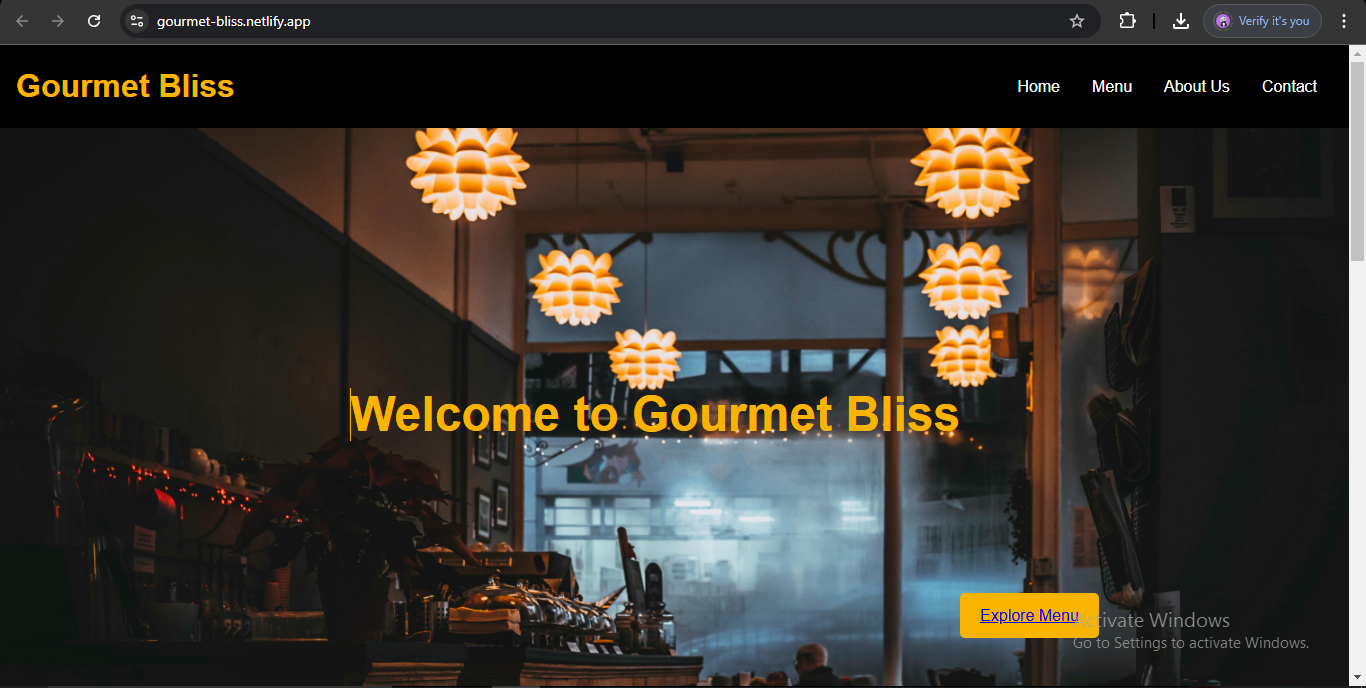 gourmet-bliss.netlify.app
Verify it's you
Gourmet Bliss
Home Menu About Us Contact
Welcome to Gourmet Bliss
Explore Menu
Activate Windows
Go to Settings to activate Windows.